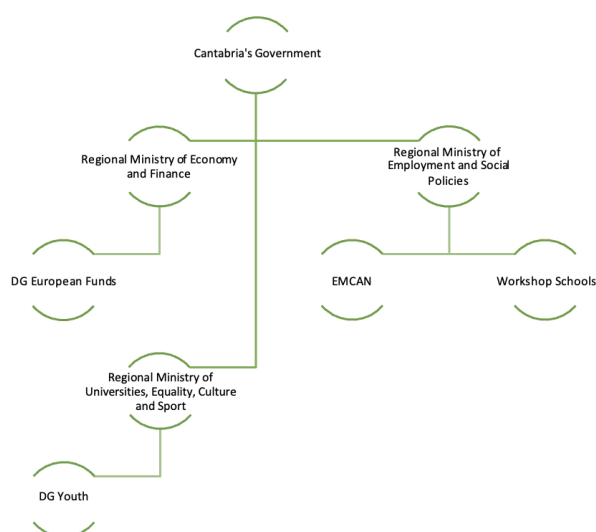 Cantabria's Government
Regional Ministry of Economy
and Finance
Regional Ministry of
Employment and Social
Policies
DG European Funds
EMCAN
Workshop Schools
Regional Ministry of
Universities, Equality, Culture
and Sport
DG Youth